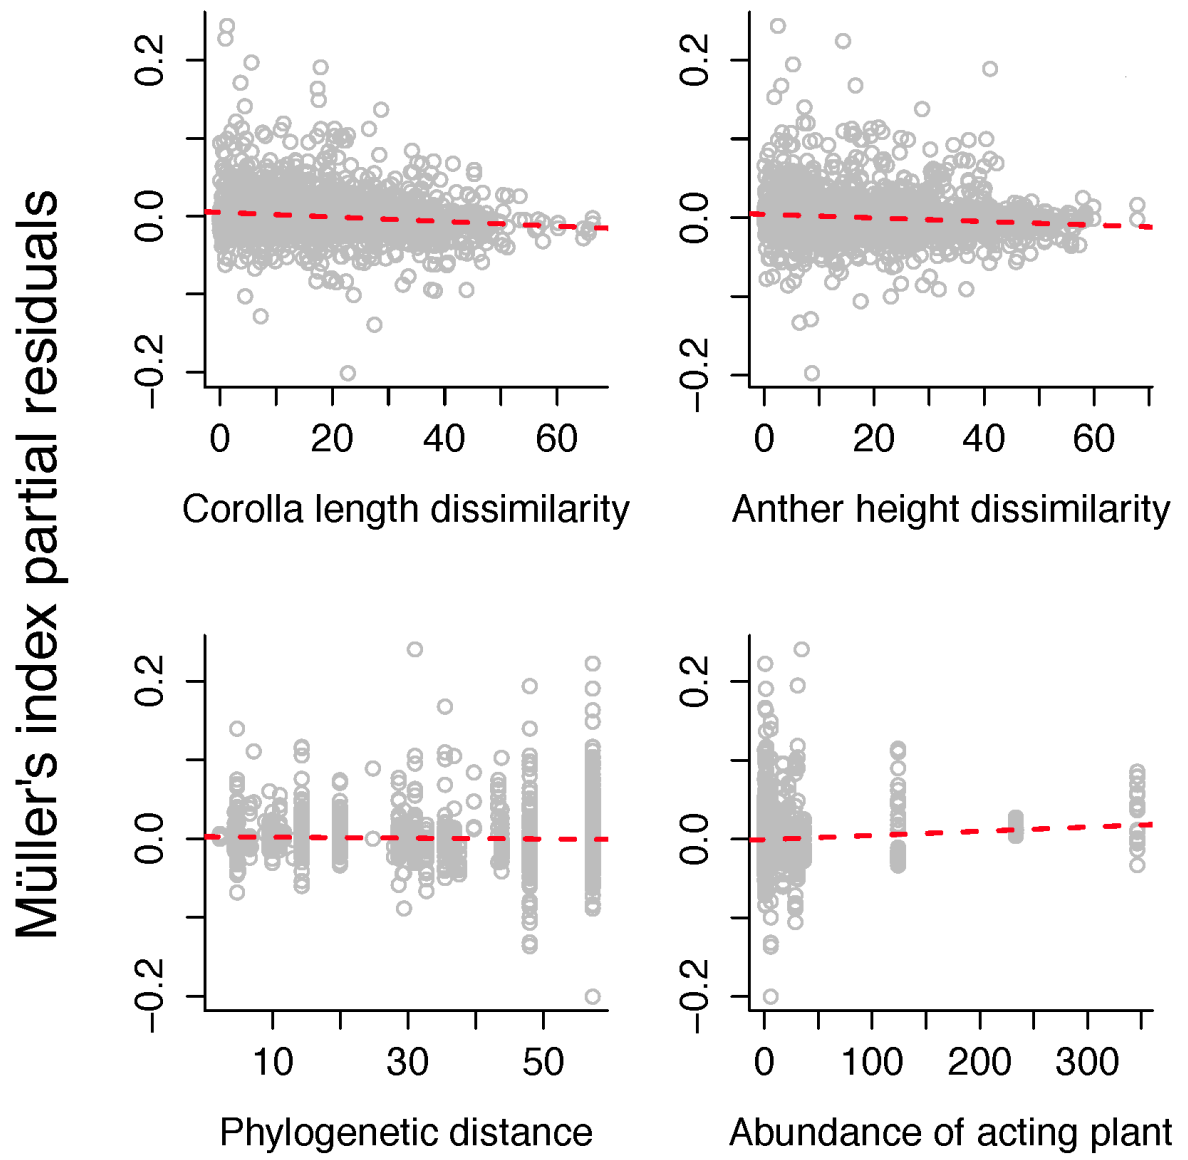 Müller's index partial residuals
0.2
0.0
−0.2
0 20 40 60
Corolla length dissimilarity
0.2
0.0
−0.2
0 20 40 60
Anther height dissimilarity
0.2
0.0
−0.2
10 30 50
Phylogenetic distance
0.2
0.0
−0.2
0 100 200 300
Abundance of acting plant